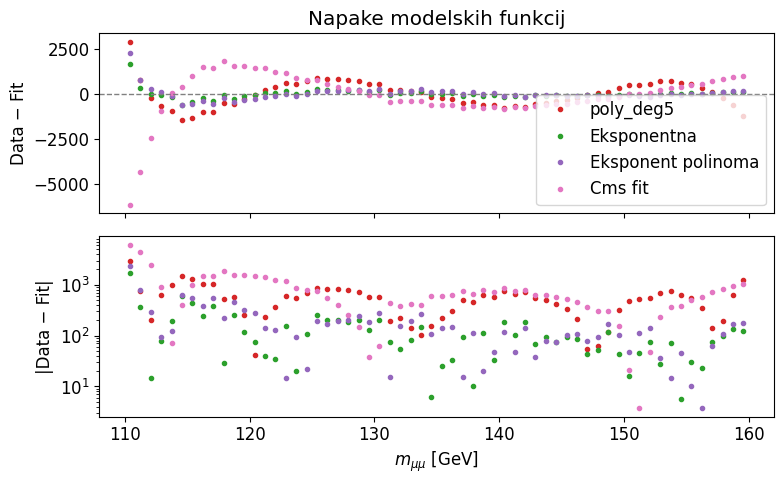 Napake modelskih funkcij
Data − Fit
2500
0
−2500
−5000
poly_deg5
Eksponentna
Eksponent polinoma
Cms fit
|Data − Fit|
10³
10²
10¹
110
120
130
140
150
160
m_μμ [GeV]